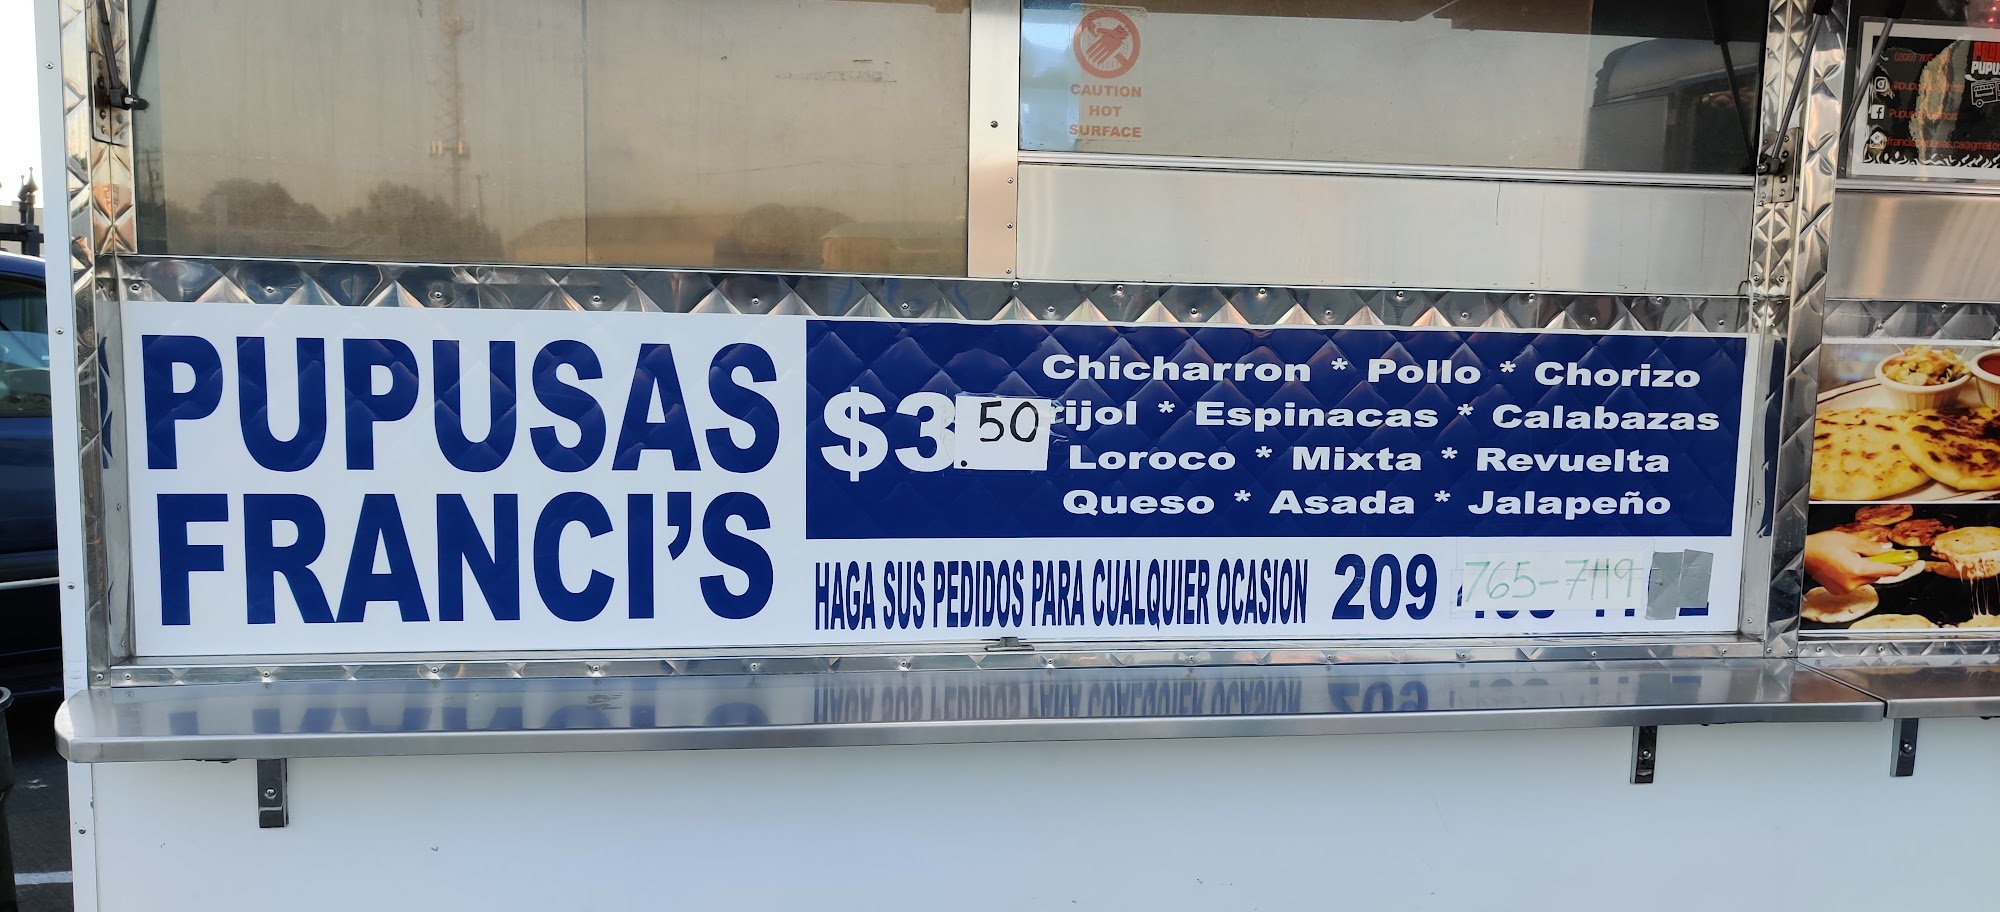 CAUTION
HOT
SURFACE
PUPUSAS
FRANCI'S
$3.50
Chicharron * Pollo * Chorizo
rijol * Espinacas * Calabazas
Loroco * Mixta * Revuelta
Queso * Asada * Jalapeño
HAGA SUS PEDIDOS PARA CUALQUIER OCASION 209 765-7119